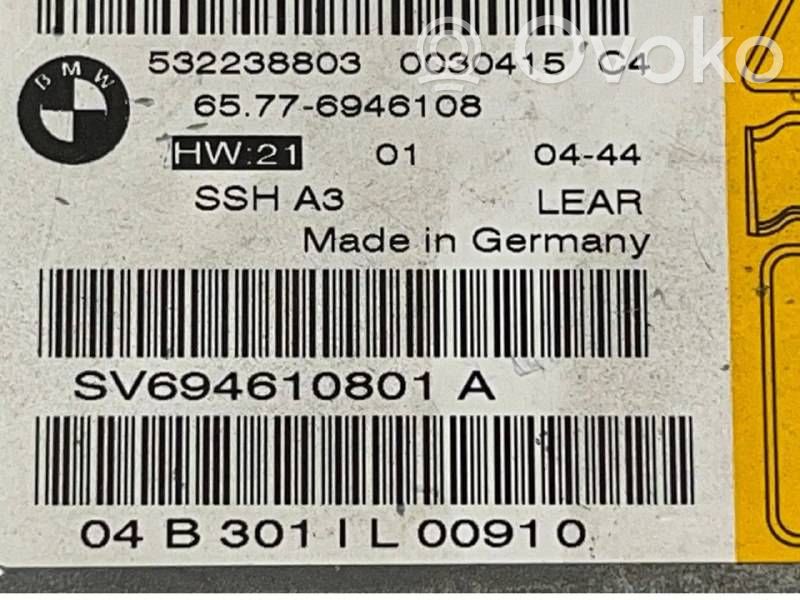 Ovoko
BMW
532238803 0030415 C4
65.77-6946108
HW:21 01 04-44
SSH A3 LEAR
Made in Germany
SV694610801 A
04 B 301 I L 0091 0